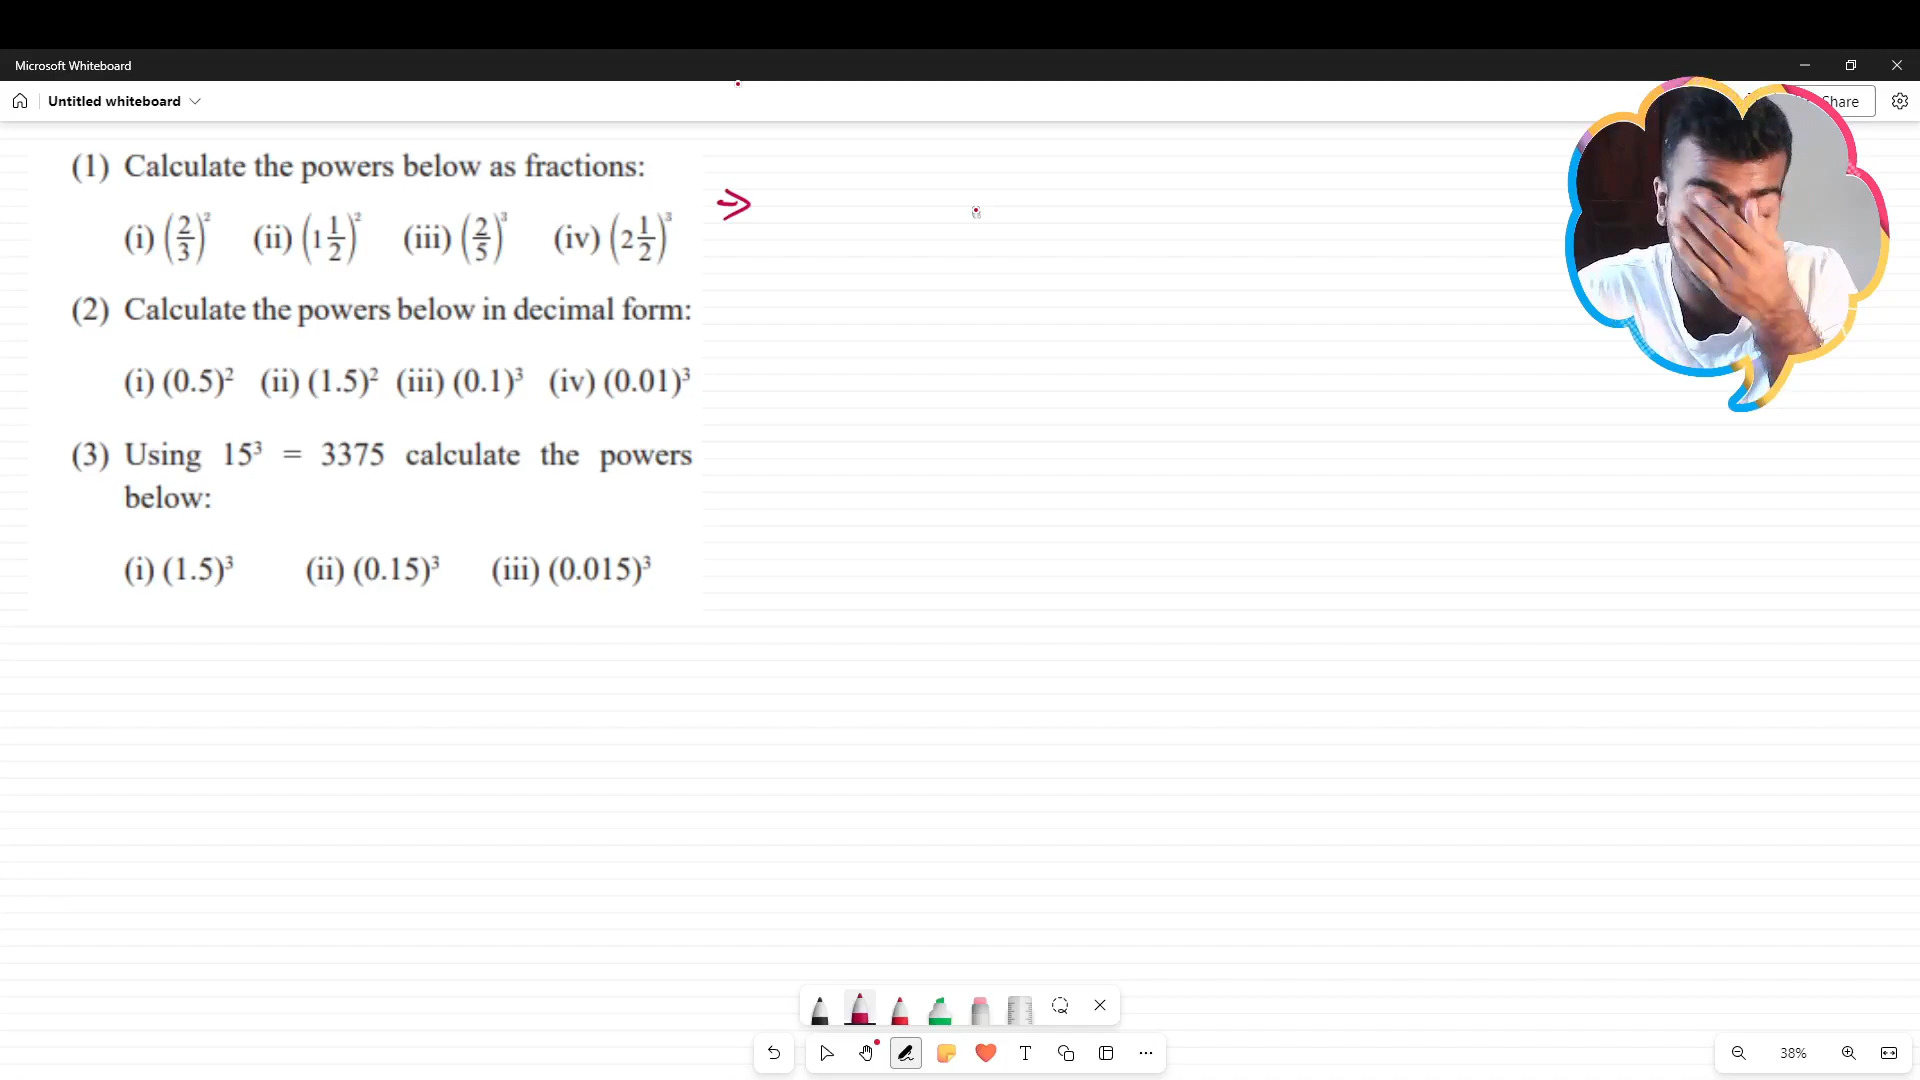 Microsoft Whiteboard
Untitled whiteboard
Share
(1) Calculate the powers below as fractions:
(i) (2/3)² (ii) (1 1/2)² (iii) (2/5)³ (iv) (2 1/2)³
(2) Calculate the powers below in decimal form:
(i) (0.5)² (ii) (1.5)² (iii) (0.1)³ (iv) (0.01)³
(3) Using 15³ = 3375 calculate the powers
below:
(i) (1.5)³ (ii) (0.15)³ (iii) (0.015)³
38%